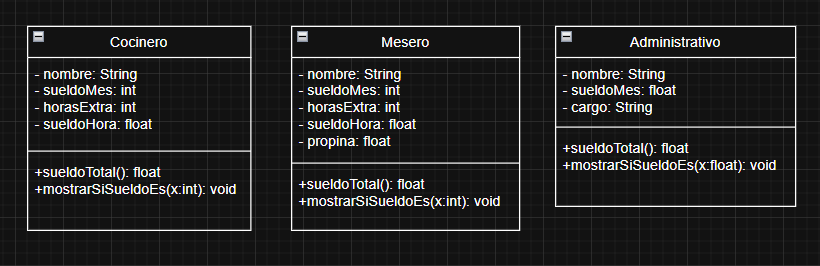 Cocinero
- nombre: String
- sueldoMes: int
- horasExtra: int
- sueldoHora: float
+sueldoTotal(): float
+mostrarSiSueldoEs(x:int): void
Mesero
- nombre: String
- sueldoMes: int
- horasExtra: int
- sueldoHora: float
- propina: float
+sueldoTotal(): float
+mostrarSiSueldoEs(x:int): void
Administrativo
- nombre: String
- sueldoMes: float
- cargo: String
+sueldoTotal(): float
+mostrarSiSueldoEs(x:float): void